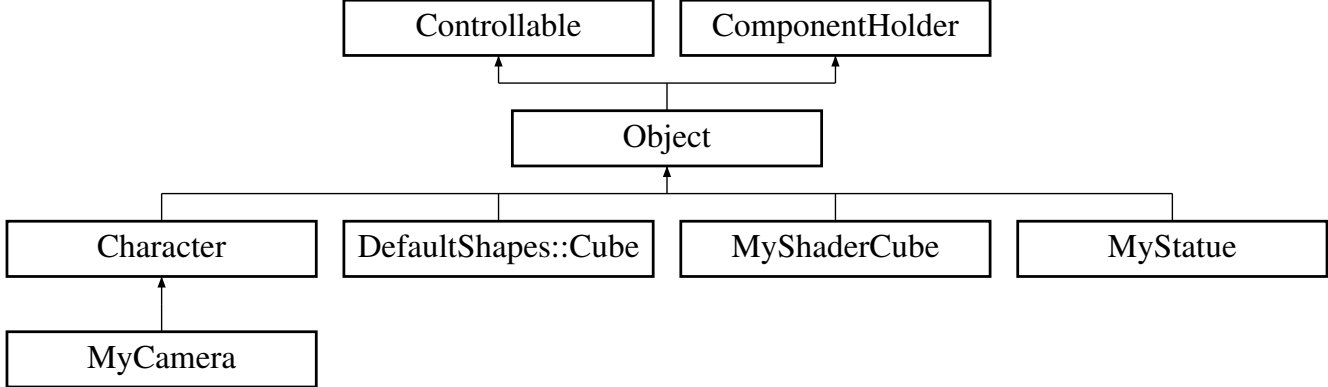 Controllable
ComponentHolder
Object
Character
DefaultShapes::Cube
MyShaderCube
MyStatue
MyCamera